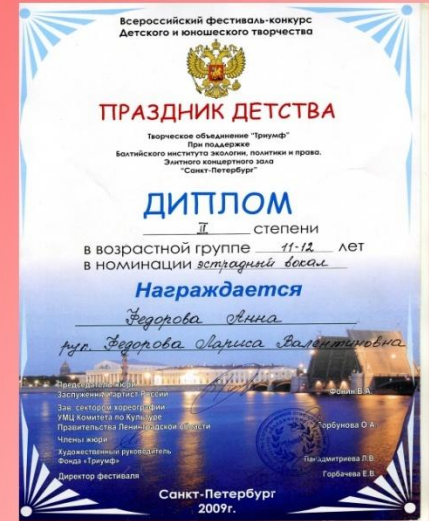 Всероссийский фестиваль-конкурс
Детского и юношеского творчества
ПРАЗДНИК ДЕТСТВА
Творческое объединение "Триумф"
При поддержке
Балтийского института экологии, политики и права.
Элитного концертного зала
"Санкт-Петербург"
ДИПЛОМ
II степени
в возрастной группе 11-12 лет
в номинации эстрадный вокал
Награждается
Федорова Анна
рук. Федорова Лариса Валентиновна
Председатель жюри
Заслуженный артист России Фокин В.А.
Зав. сектором хореографии
УМЦ Комитета по Культуре
Правительства Ленинградской области Горбунова О.А.
Члены жюри
Художественный руководитель
Фонда «Триумф» Пападмитриева Л.В.
Директор фестиваля Горбачева Е.В.
Санкт-Петербург
2009г.